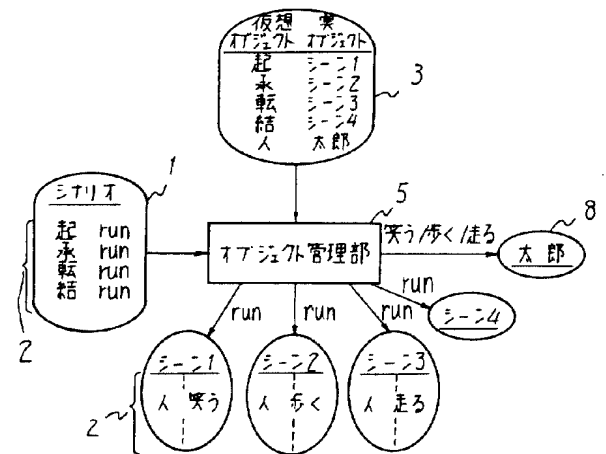 仮想 実
オブジェクト オブジェクト
起 シーン1
承 シーン2
転 シーン3
結 シーン4
人 太郎
3
1
シナリオ
起 run
承 run
転 run
結 run
2
5
オブジェクト管理部
笑う/歩く/走る
8
太郎
run
run
run
run
シーン4
シーン1
人 笑う
シーン2
人 歩く
シーン3
人 走る
2